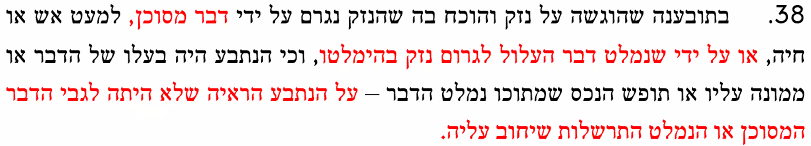 38. בתובענה שהוגשה על נזק והוכח בה שהנזק נגרם על ידי דבר מסוכן, למעט אש או
חיה, או על ידי שנמלט דבר העלול לגרום נזק בהימלטו, וכי הנתבע היה בעלו של הדבר או
ממונה עליו או תופש הנכס שמתוכו נמלט הדבר – על הנתבע הראיה שלא היתה לגבי הדבר
המסוכן או הנמלט התרשלות שיחוב עליה.